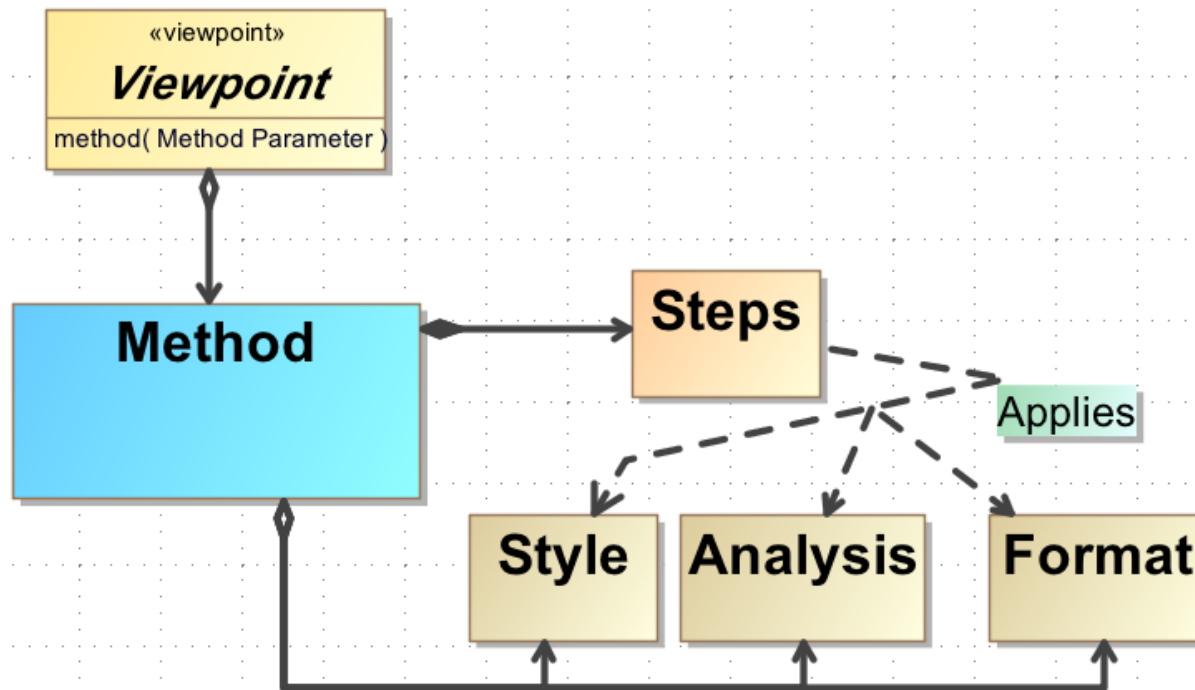 «viewpoint»
Viewpoint
method( Method Parameter )
Method
Steps
Applies
Style
Analysis
Format